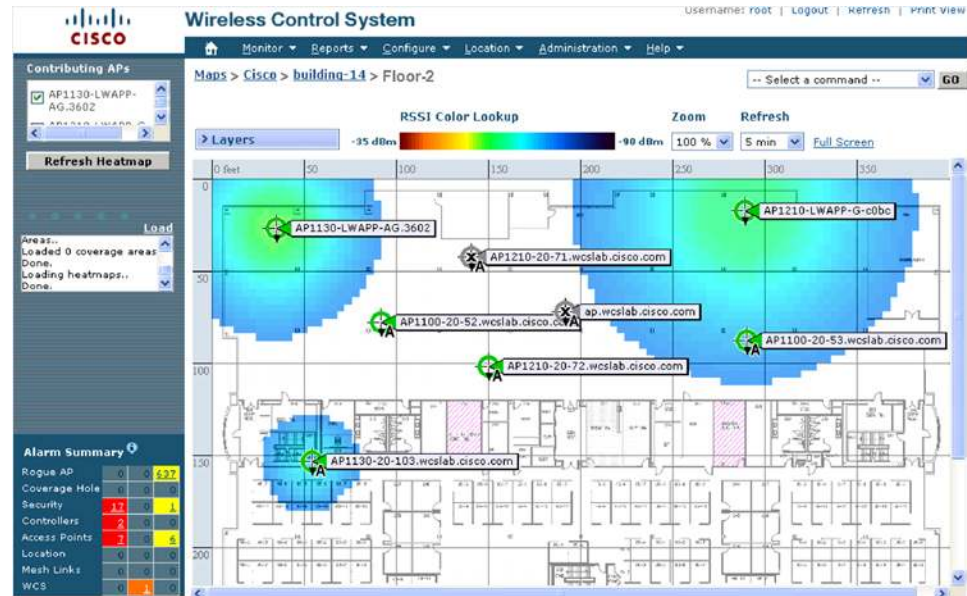 CISCO
Wireless Control System
Username: root | Logout | Refresh | Print View
Monitor Reports Configure Location Administration Help
Contributing APs
AP1130-LWAPP-AG.3602
Refresh Heatmap
Load
Areas..
Loaded 0 coverage areas
Done.
Loading heatmaps..
Done.
Maps > Cisco > building-14 > Floor-2
-- Select a command --
GO
RSSI Color Lookup
Zoom
Refresh
> Layers
-35 dBm
-90 dBm
100 %
5 min
Full Screen
0 feet 50 100 150 200 250 300 350
0
50
100
150
200
AP1130-LWAPP-AG.3602
AP1210-LWAPP-G-c0bc
AP1210-20-71.wcslab.cisco.com
ap.wcslab.cisco.com
AP1100-20-52.wcslab.cisco.co
AP1100-20-53.wcslab.cisco.com
AP1210-20-72.wcslab.cisco.com
AP1130-20-103.wcslab.cisco.com
A
A
A
A
A
A
Alarm Summary
Rogue AP 0 0 637
Coverage Hole 0 0 0
Security 17 0 1
Controllers 2 0 0
Access Points 7 0 6
Location 0 0 0
Mesh Links 0 0 0
WCS 0 1 0